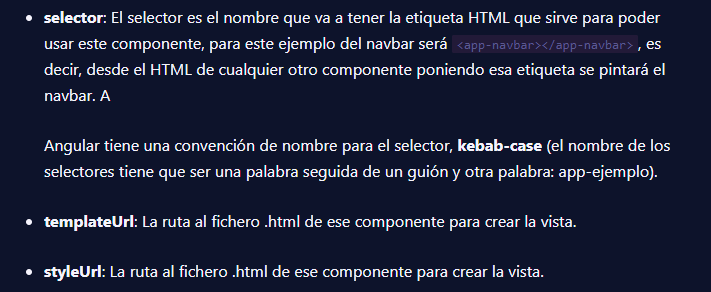 selector: El selector es el nombre que va a tener la etiqueta HTML que sirve para poder
usar este componente, para este ejemplo del navbar será <app-navbar></app-navbar>, es
decir, desde el HTML de cualquier otro componente poniendo esa etiqueta se pintará el
navbar. A
Angular tiene una convención de nombre para el selector, kebab-case (el nombre de los
selectores tiene que ser una palabra seguida de un guión y otra palabra: app-ejemplo).
templateUrl: La ruta al fichero .html de ese componente para crear la vista.
styleUrl: La ruta al fichero .html de ese componente para crear la vista.